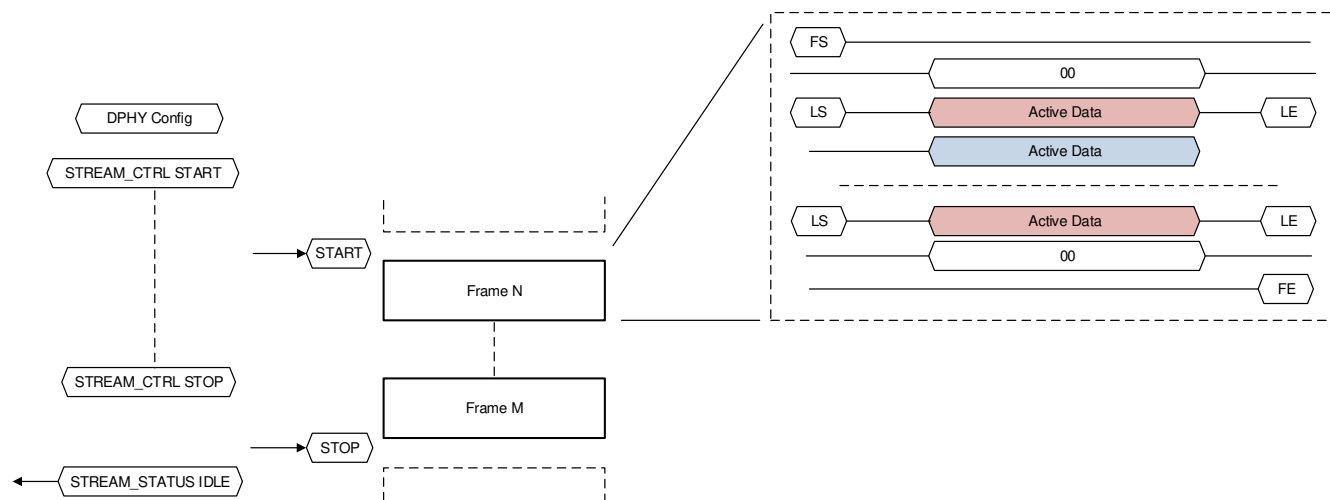 DPHY Config
STREAM_CTRL START
START
Frame N
STREAM_CTRL STOP
Frame M
STOP
STREAM_STATUS IDLE
FS
00
LS Active Data LE
Active Data
LS Active Data LE
00
FE